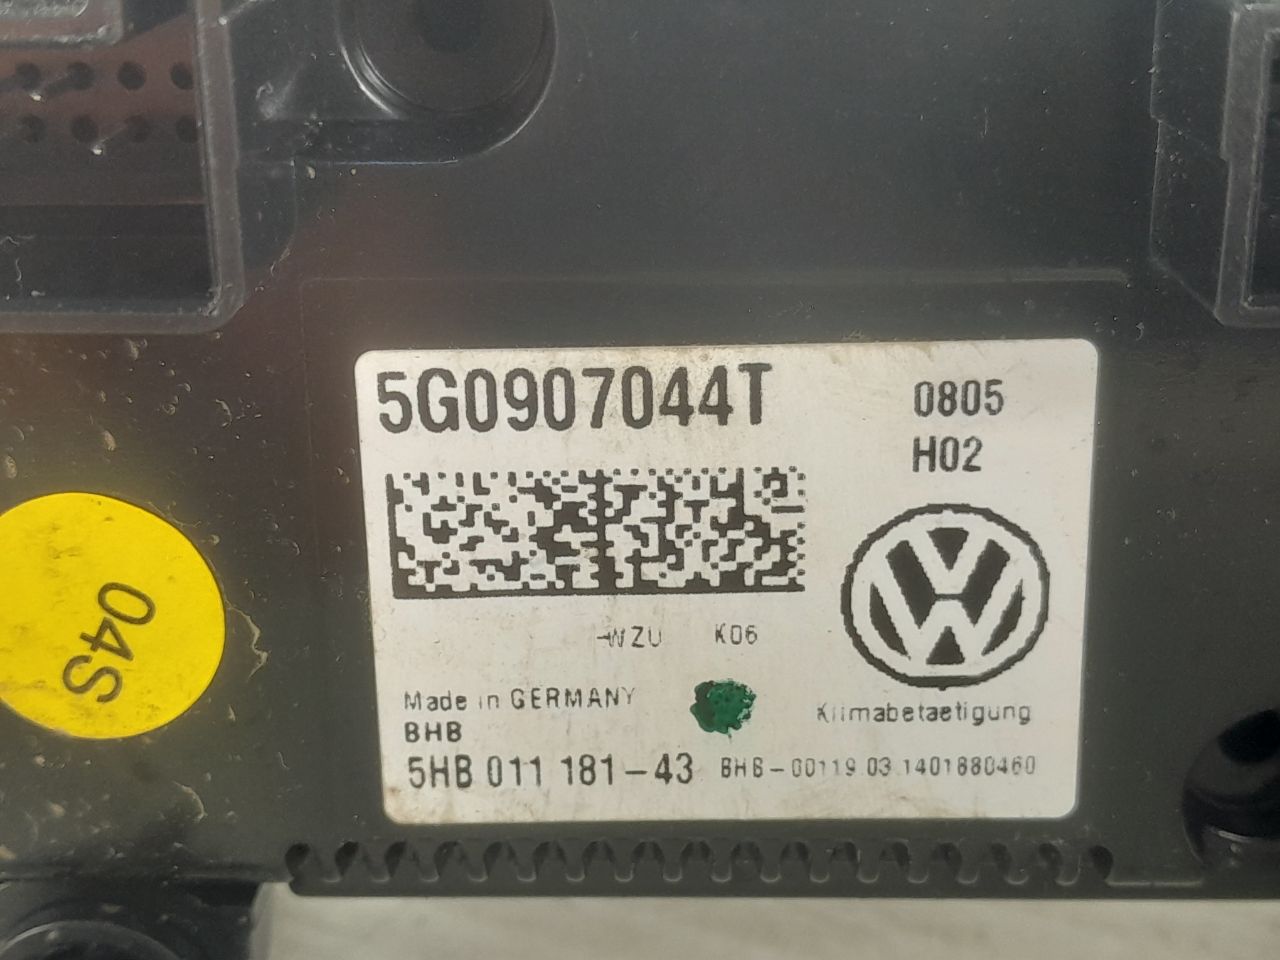 5G0907044T
0805
H02
WZU K06
Made in GERMANY
BHB
Klimabetaetigung
5HB 011 181-43
BHB-00119.03.1401880460
04S